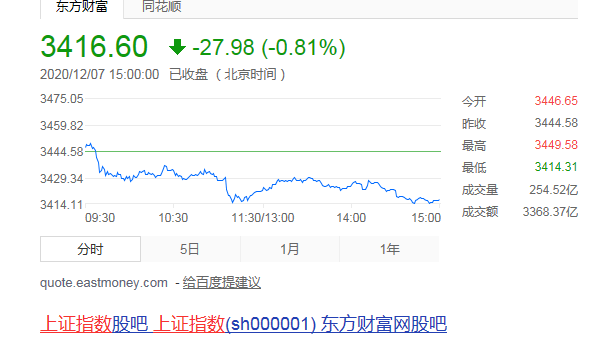 东方财富 同花顺
3416.60 -27.98 (-0.81%)
2020/12/07 15:00:00 已收盘 （北京时间）
3475.05
3459.82
3444.58
3429.34
3414.11
09:30 10:30 11:30/13:00 14:00 15:00
今开 3446.65
昨收 3444.58
最高 3449.58
最低 3414.31
成交量 254.52亿
成交额 3368.37亿
分时 5日 1月 1年
quote.eastmoney.com - 给百度提建议
上证指数股吧_上证指数(sh000001)_东方财富网股吧